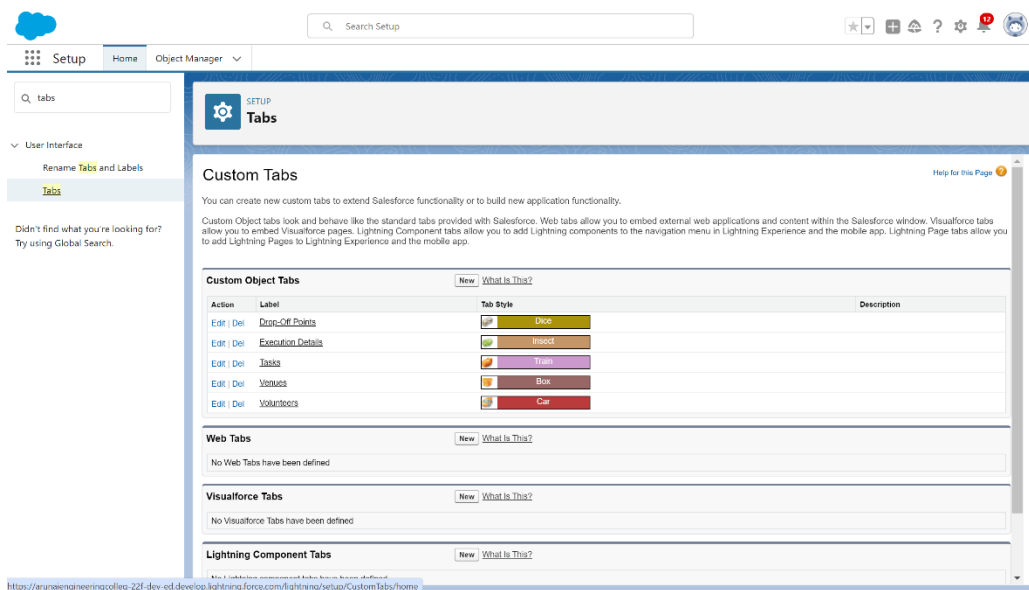 Search Setup
12
Setup
Home
Object Manager
tabs
User Interface
Rename Tabs and Labels
Tabs
Didn't find what you're looking for?
Try using Global Search.
SETUP
Tabs
Custom Tabs
Help for this Page
You can create new custom tabs to extend Salesforce functionality or to build new application functionality.
Custom Object tabs look and behave like the standard tabs provided with Salesforce. Web tabs allow you to embed external web applications and content within the Salesforce window. Visualforce tabs
allow you to embed Visualforce pages. Lightning Component tabs allow you to add Lightning components to the navigation menu in Lightning Experience and the mobile app. Lightning Page tabs allow you
to add Lightning Pages to Lightning Experience and the mobile app.
Custom Object Tabs New What Is This?
Action Label Tab Style Description
Edit | Del Drop-Off Points Dice
Edit | Del Execution Details Insect
Edit | Del Tasks Train
Edit | Del Venues Box
Edit | Del Volunteers Car
Web Tabs New What Is This?
No Web Tabs have been defined
Visualforce Tabs New What Is This?
No Visualforce Tabs have been defined
Lightning Component Tabs New What Is This?
No Lightning component tabs have been defined
https://arunaiengineeringcolleg-22f-dev-ed.develop.lightning.force.com/lightning/setup/CustomTabs/home